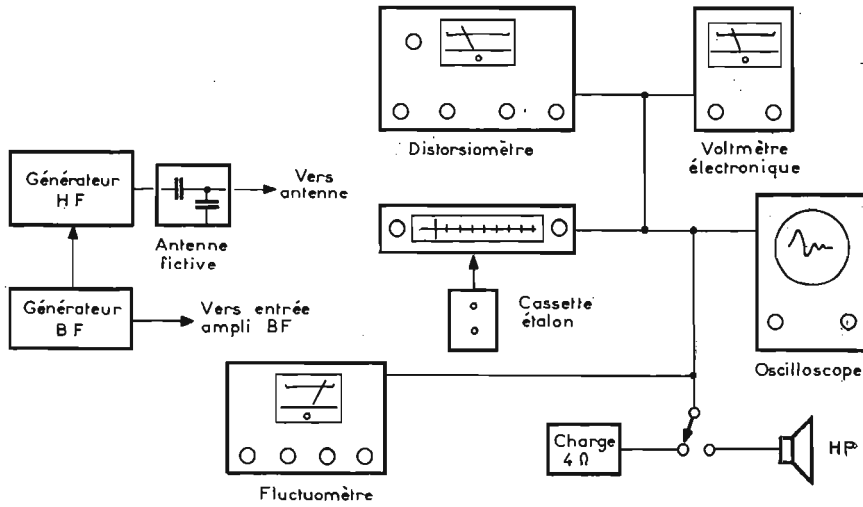 Distorsiomètre
Voltmètre
électronique
Générateur
HF
Vers
antenne
Antenne
fictive
Générateur
BF
Vers entrée
ampli BF
Cassette
étalon
Oscilloscope
Charge
4 Ω
HP
Fluctuomètre